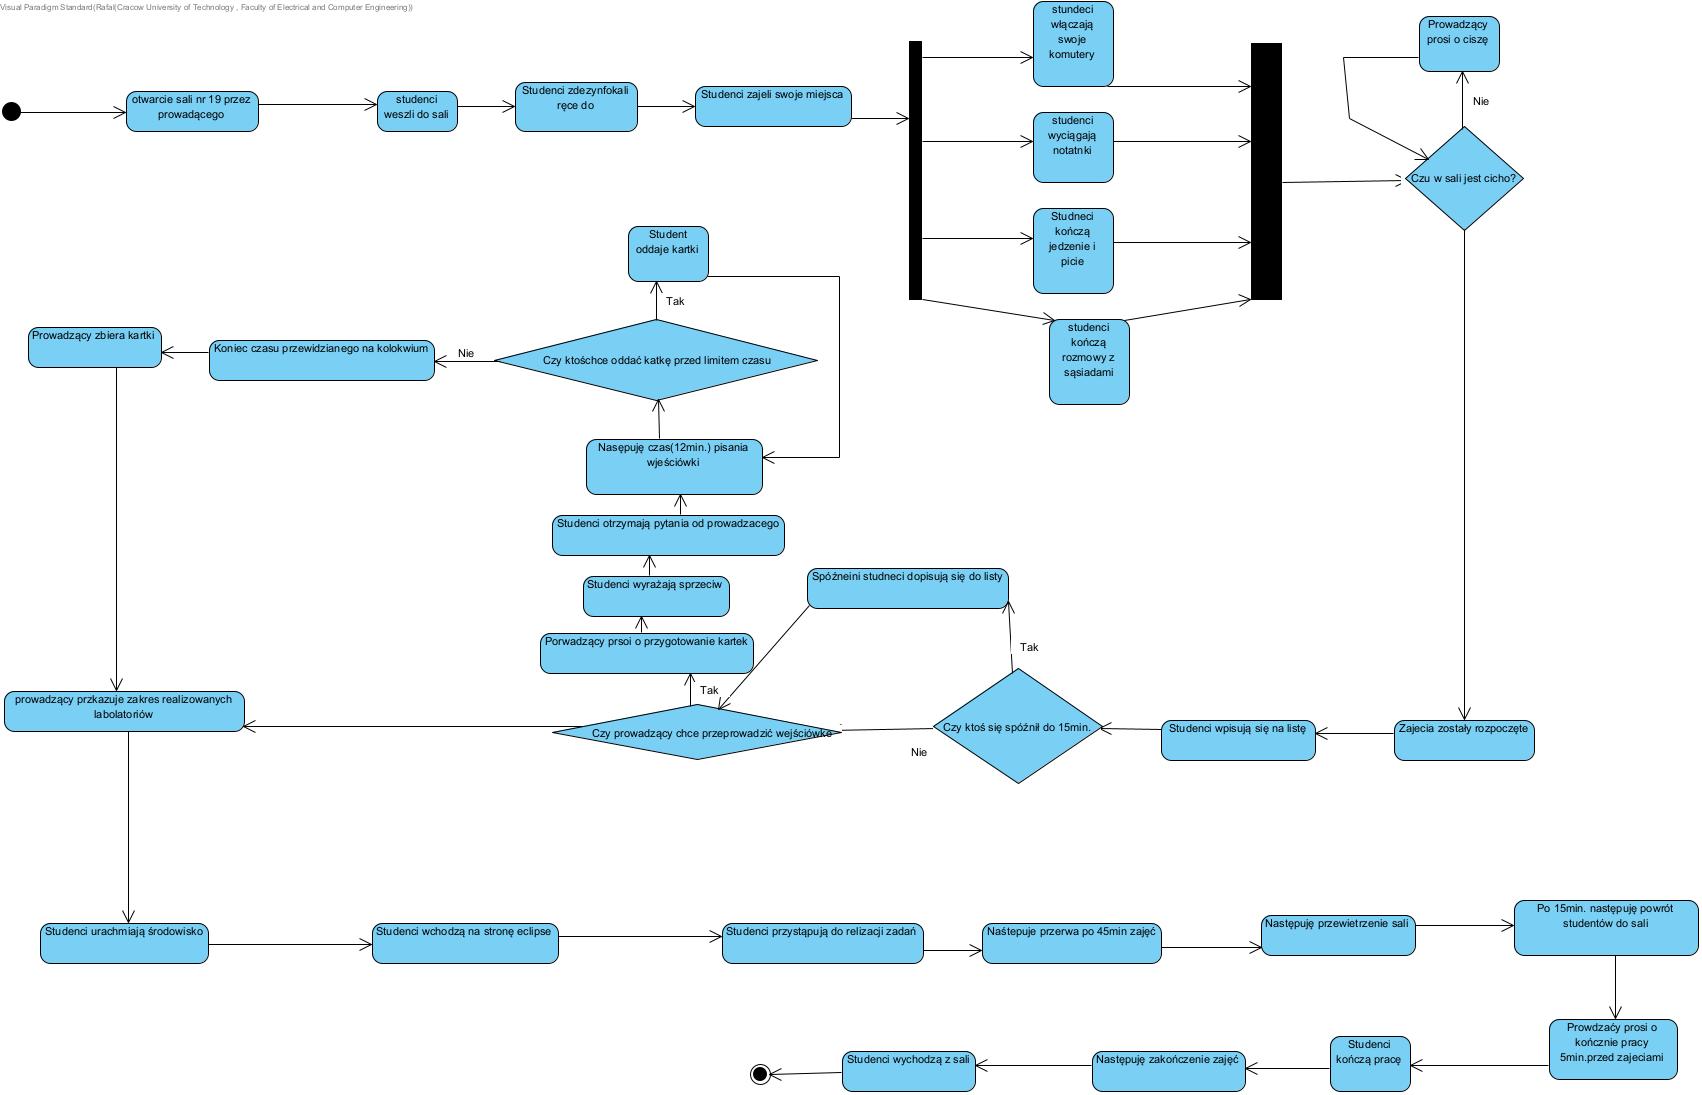 Visual Paradigm Standard(Rafał(Cracow University of Technology , Faculty of Electrical and Computer Engineering))
otwarcie sali nr 19 przez
prowadącego
studenci
weszli do sali
Studenci zdezynfokali
ręce do
Studenci zajeli swoje miejsca
stundeci
włączają
swoje
komutery
studenci
wyciągają
notatnki
Studneci
kończą
jedzenie i
picie
studenci
kończą
rozmowy z
sąsiadami
Prowadzący
prosi o ciszę
Nie
Czu w sali jest cicho?
Student
oddaje kartki
Tak
Prowadzący zbiera kartki
Koniec czasu przewidzianego na kolokwium
Nie
Czy ktośchce oddać katkę przed limitem czasu
Nasępuję czas(12min.) pisania
wjeściówki
Studenci otrzymają pytania od prowadzacego
Studenci wyrażają sprzeciw
Spóźneini studneci dopisują się do listy
Porwadzący prsoi o przygotowanie kartek
Tak
Tak
prowadzący przkazuje zakres realizowanych
labolatoriów
Czy prowadzący chce przeprowadzić wejściówkę
Nie
Czy ktoś się spóźnił do 15min.
Studenci wpisują się na listę
Zajecia zostały rozpoczęte
Studenci urachmiają środowisko
Studenci wchodzą na stronę eclipse
Studenci przystąpują do relizacji zadań
Naśtepuje przerwa po 45min zajęć
Następuję przewietrzenie sali
Po 15min. następuję powrót
studentów do sali
Prowdzaćy prosi o
kończnie pracy
5min.przed zajeciami
Studenci
kończą pracę
Następuję zakończenie zajęć
Studenci wychodzą z sali